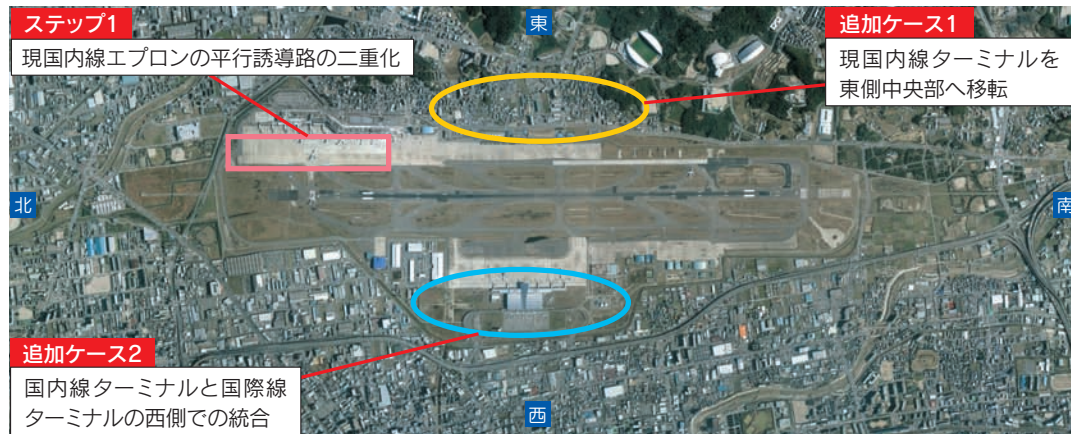 ステップ1
現国内線エプロンの平行誘導路の二重化
東
追加ケース1
現国内線ターミナルを
東側中央部へ移転
北
南
追加ケース2
国内線ターミナルと国際線
ターミナルの西側での統合
西